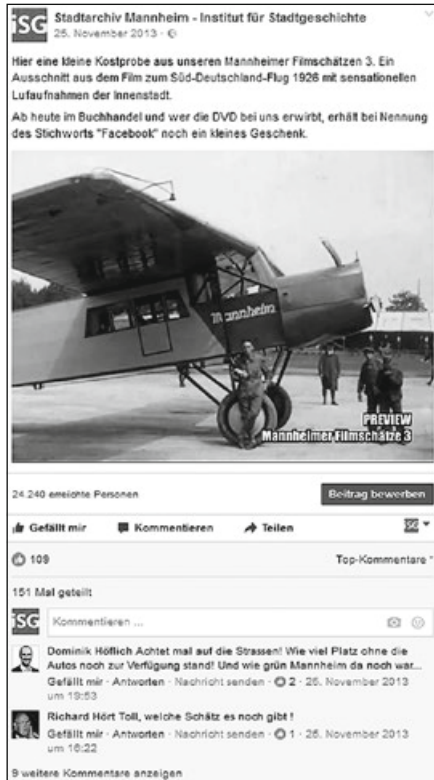 iSG
Stadtarchiv Mannheim - Institut für Stadtgeschichte
25. November 2013 ·
Hier eine kleine Kostprobe aus unseren Mannheimer Filmschätzen 3. Ein
Ausschnitt aus dem Film zum Süd-Deutschland-Flug 1926 mit sensationellen
Lufaufnahmen der Innenstadt.
Ab heute im Buchhandel und wer die DVD bei uns erwirbt, erhält bei Nennung
des Stichworts "Facebook" noch ein kleines Geschenk.
Mannheim
PREVIEW
Mannheimer Filmschätze 3
24.240 erreichte Personen
Beitrag bewerben
Gefällt mir Kommentieren Teilen
iSG
109
Top-Kommentare
151 Mal geteilt
iSG
Kommentieren ...
Dominik Höflich Achtet mal auf die Strassen! Wie viel Platz ohne die
Autos noch zur Verfügung stand! Und wie grün Mannheim da noch war...
Gefällt mir · Antworten · Nachricht senden · 2 · 25. November 2013
um 19:53
Richard Hört Toll, welche Schätz es noch gibt !
Gefällt mir · Antworten · Nachricht senden · 1 · 25. November 2013
um 16:22
9 weitere Kommentare anzeigen